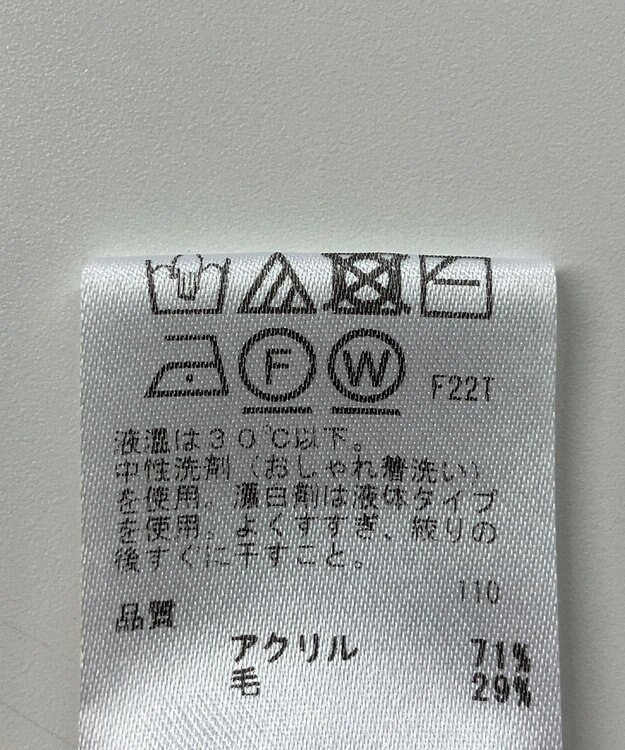 F W F22T
液温は30℃以下。
中性洗剤（おしゃれ着洗い）
を使用。漂白剤は液体タイプ
を使用。よくすすぎ、絞りの
後すぐに干すこと。
110
品質
アクリル 71%
毛 29%